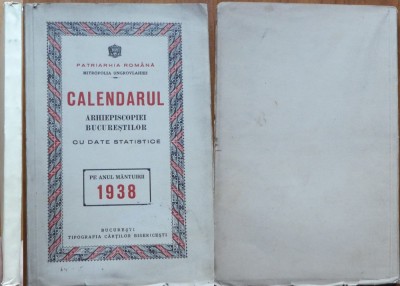 PATRIARHIA ROMÂNĂ
MITROPOLIA UNGROVLAHIEI
CALENDARUL
ARHIEPISCOPIEI
BUCUREȘTILOR
CU DATE STATISTICE
PE ANUL MÂNTUIRII
1938
BUCUREȘTI
TIPOGRAFIA CĂRȚILOR BISERICEȘTI